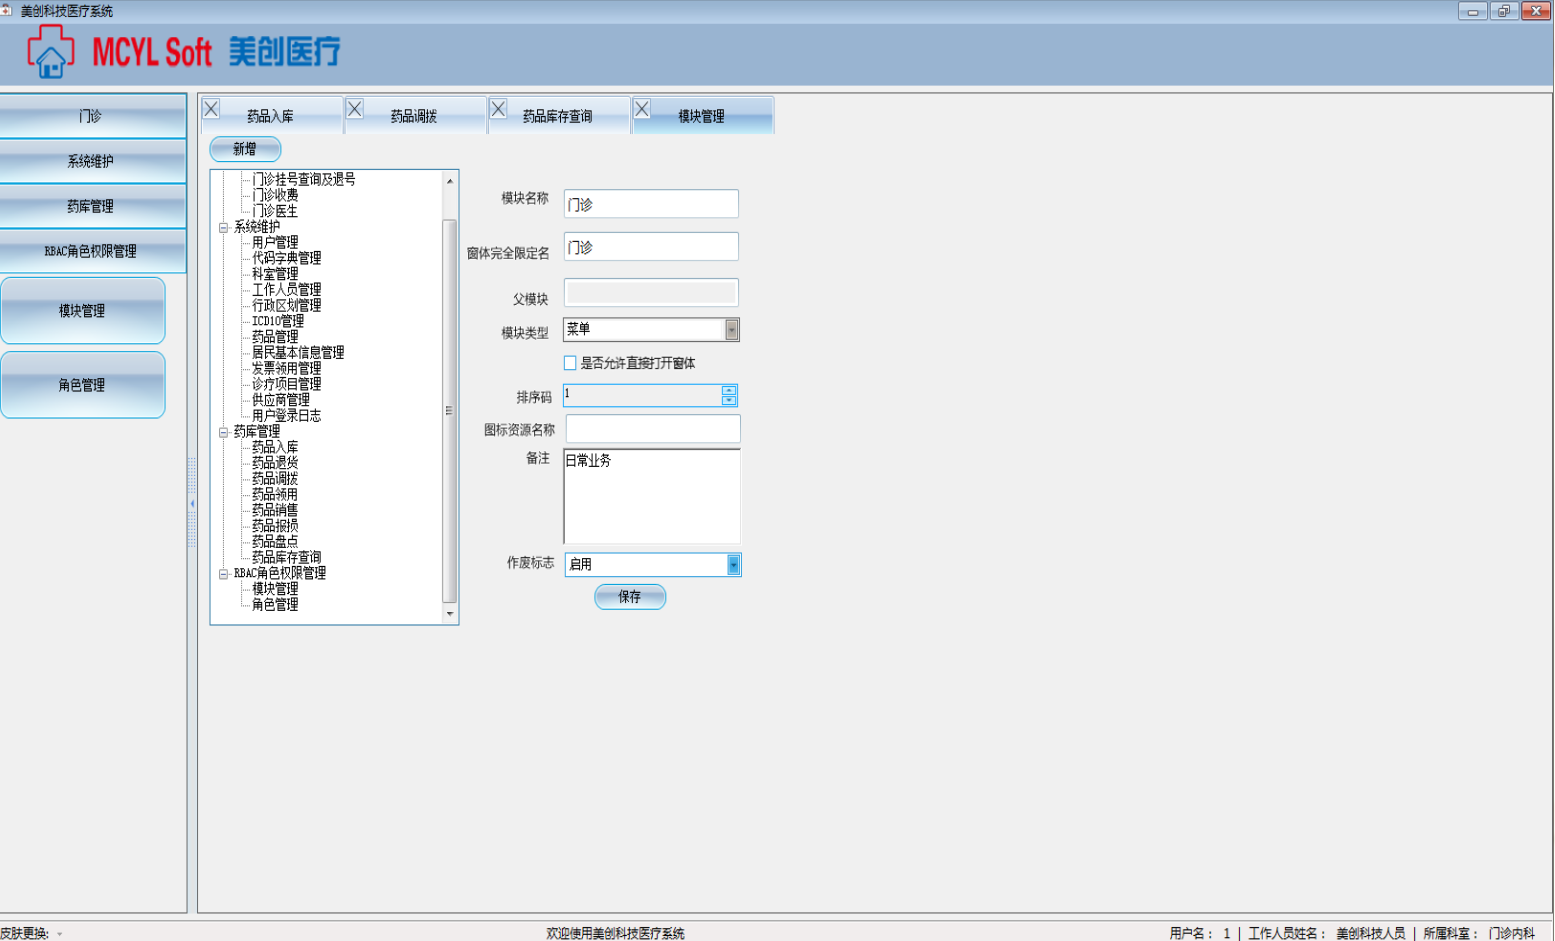 美创科技医疗系统
MCYL Soft 美创医疗
门诊
系统维护
药库管理
RBAC角色权限管理
模块管理
角色管理
药品入库
药品调拨
药品库存查询
模块管理
新增
门诊挂号查询及退号
门诊收费
门诊医生
系统维护
用户管理
代码字典管理
科室管理
工作人员管理
行政区划管理
ICD10管理
药品管理
居民基本信息管理
发票领用管理
诊疗项目管理
供应商管理
用户登录日志
药库管理
药品入库
药品退货
药品调拨
药品领用
药品销售
药品报损
药品盘点
药品库存查询
RBAC角色权限管理
模块管理
角色管理
模块名称 门诊
窗体完全限定名 门诊
父模块
模块类型 菜单
是否允许直接打开窗体
排序码 1
图标资源名称
备注 日常业务
作废标志 启用
保存
皮肤更换:
欢迎使用美创科技医疗系统
用户名： 1 | 工作人员姓名： 美创科技人员 | 所属科室： 门诊内科